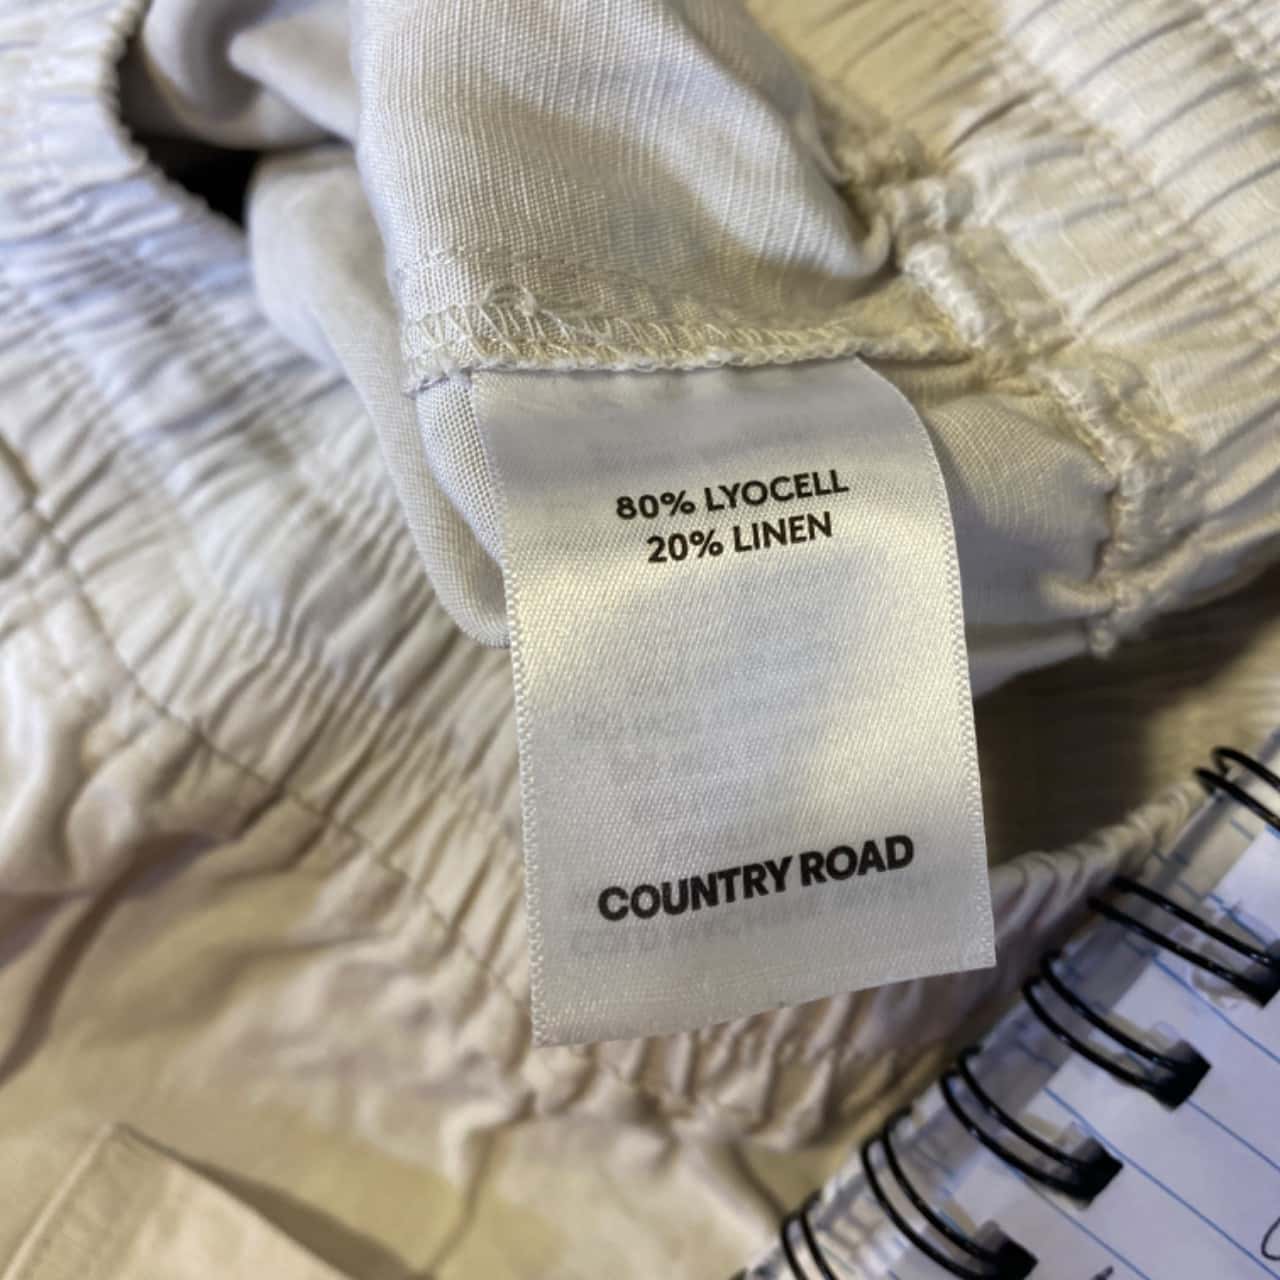 80% LYOCELL
20% LINEN
COUNTRY ROAD